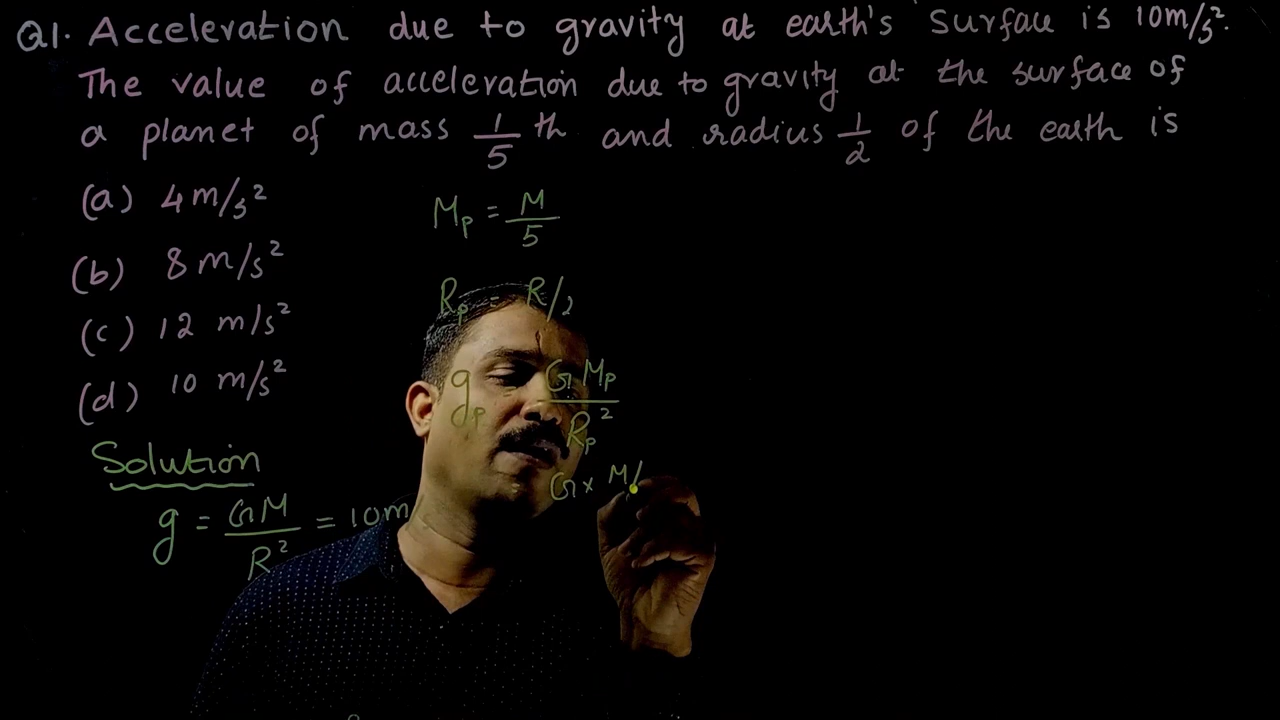 Q1. Acceleration due to gravity at earth's surface is 10m/s².
The value of acceleration due to gravity at the surface of
a planet of mass 1/5 th and radius 1/2 of the earth is
(a) 4m/s²
(b) 8m/s²
(c) 12 m/s²
(d) 10 m/s²
Solution
g = GM/R² = 10m
Mp = M/5
Rp = R/2
gp = GMp/Rp²
G × M/